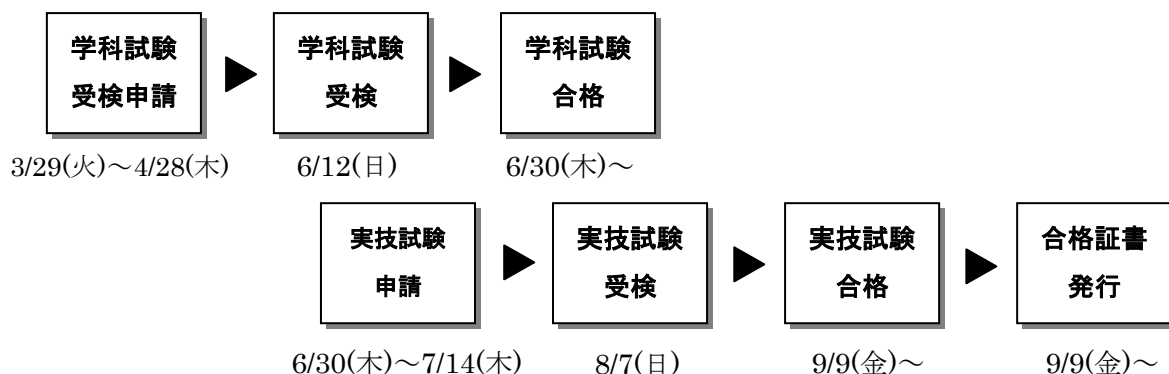 学科試験
受検申請
学科試験
受検
学科試験
合格
3/29(火)～4/28(木)
6/12(日)
6/30(木)～
実技試験
申請
実技試験
受検
実技試験
合格
合格証書
発行
6/30(木)～7/14(木)
8/7(日)
9/9(金)～
9/9(金)～